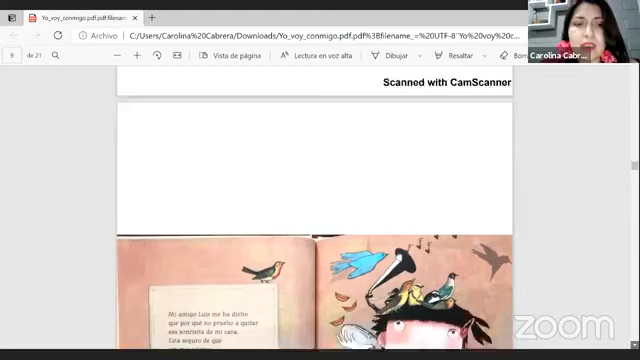 Yo_voy_conmigo.pdf.pdf;filenam
Archivo
C:/Users/Carolina%20Cabrera/Downloads/Yo_voy_conmigo.pdf.pdf%3Bfilename_=%20UTF-8''Yo%20voy%20c...
9
de 21
Vista de página
Lectura en voz alta
Dibujar
Resaltar
Borra
Carolina Cabr...
Scanned with CamScanner
Mi amigo Luis me ha dicho
que por qué no pruebo a quitar
esa sonrisita de mi cara.
Está seguro de que
zoom